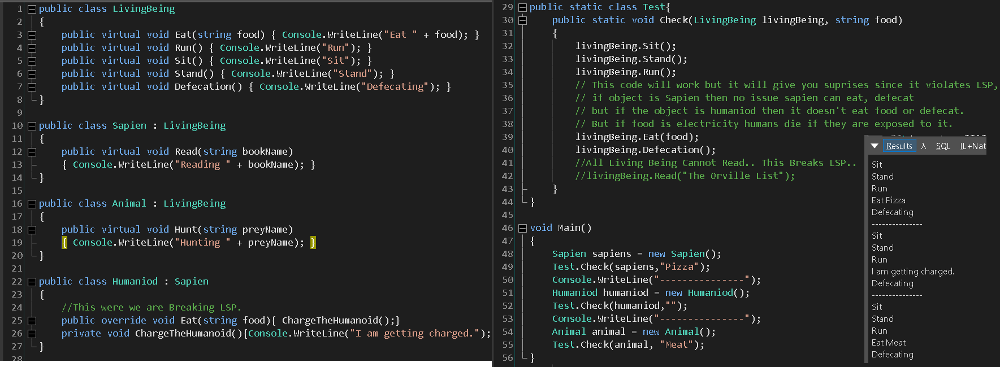 1 public class LivingBeing
2 {
3 public virtual void Eat(string food) { Console.WriteLine("Eat " + food); }
4 public virtual void Run() { Console.WriteLine("Run"); }
5 public virtual void Sit() { Console.WriteLine("Sit"); }
6 public virtual void Stand() { Console.WriteLine("Stand"); }
7 public virtual void Defecation() { Console.WriteLine("Defecating"); }
8 }
9
10 public class Sapien : LivingBeing
11 {
12 public virtual void Read(string bookName)
13 { Console.WriteLine("Reading " + bookName); }
14 }
15
16 public class Animal : LivingBeing
17 {
18 public virtual void Hunt(string preyName)
19 { Console.WriteLine("Hunting " + preyName); }
20 }
21
22 public class Humaniod : Sapien
23 {
24 //This were we are Breaking LSP.
25 public override void Eat(string food){ ChargeTheHumanoid();}
26 private void ChargeTheHumanoid(){Console.WriteLine("I am getting charged.");
27 }
28
29 public static class Test{
30 public static void Check(LivingBeing livingBeing, string food)
31 {
32 livingBeing.Sit();
33 livingBeing.Stand();
34 livingBeing.Run();
35 // This code will work but it will give you suprises since it violates LSP,
36 // if object is Sapien then no issue sapien can eat, defecat
37 // but if the object is humaniod then it doesn't eat food or defecat.
38 // But if food is electricity humans die if they are exposed to it.
39 livingBeing.Eat(food);
40 livingBeing.Defecation();
41 //All Living Being Cannot Read.. This Breaks LSP..
42 //livingBeing.Read("The Orville List");
43 }
44 }
45
46 void Main()
47 {
48 Sapien sapiens = new Sapien();
49 Test.Check(sapiens,"Pizza");
50 Console.WriteLine("---------------");
51 Humaniod humaniod = new Humaniod();
52 Test.Check(humaniod,"");
53 Console.WriteLine("---------------");
54 Animal animal = new Animal();
55 Test.Check(animal, "Meat");
56 }
Results λ SQL IL+Nat
Sit
Stand
Run
Eat Pizza
Defecating
---------------
Sit
Stand
Run
I am getting charged.
Defecating
---------------
Sit
Stand
Run
Eat Meat
Defecating